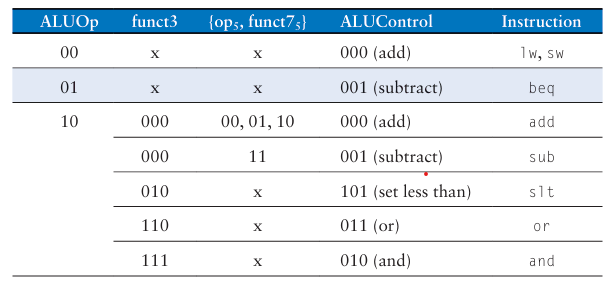 ALUOp funct3 {op5, funct75} ALUControl Instruction
00 x x 000 (add) lw, sw
01 x x 001 (subtract) beq
10 000 00, 01, 10 000 (add) add
000 11 001 (subtract) sub
010 x 101 (set less than) slt
110 x 011 (or) or
111 x 010 (and) and